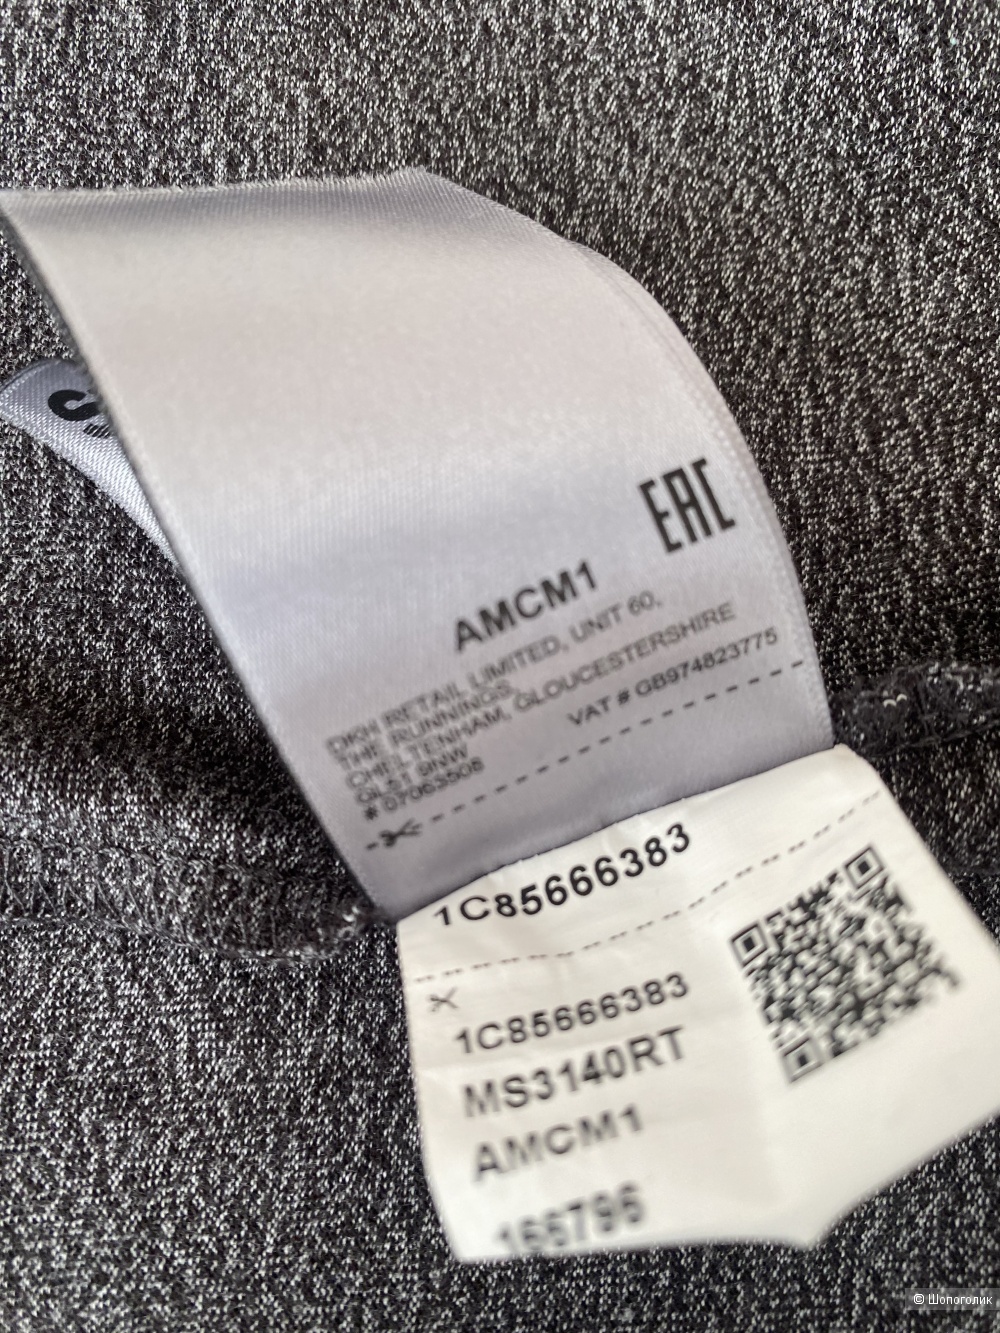 EAC
AMCM1
DKH RETAIL LIMITED, UNIT 60,
THE RUNNINGS,
CHELTENHAM, GLOUCESTERSHIRE
GL51 9NW
# 07063508
VAT # GB974823775
1C85666383
1C85666383
MS3140RT
AMCM1
166796
© Шопоголик